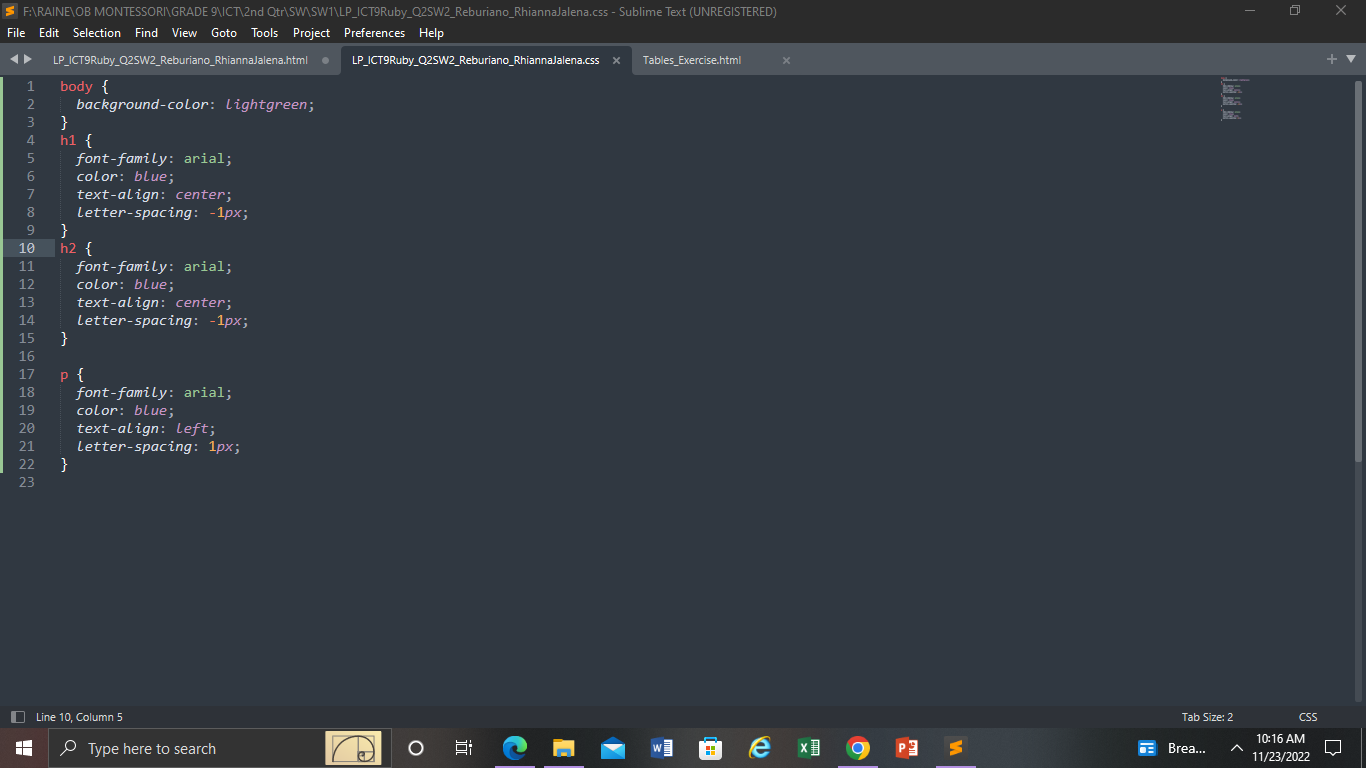 F:\RAINE\OB MONTESSORI\GRADE 9\ICT\2nd Qtr\SW\SW1\LP_ICT9Ruby_Q2SW2_Reburiano_RhiannaJalena.css - Sublime Text (UNREGISTERED)
File Edit Selection Find View Goto Tools Project Preferences Help
LP_ICT9Ruby_Q2SW2_Reburiano_RhiannaJalena.html LP_ICT9Ruby_Q2SW2_Reburiano_RhiannaJalena.css Tables_Exercise.html
1 body {
2 background-color: lightgreen;
3 }
4 h1 {
5 font-family: arial;
6 color: blue;
7 text-align: center;
8 letter-spacing: -1px;
9 }
10 h2 {
11 font-family: arial;
12 color: blue;
13 text-align: center;
14 letter-spacing: -1px;
15 }
16
17 p {
18 font-family: arial;
19 color: blue;
20 text-align: left;
21 letter-spacing: 1px;
22 }
23
Line 10, Column 5 Tab Size: 2 CSS
Type here to search Brea... 10:16 AM
11/23/2022